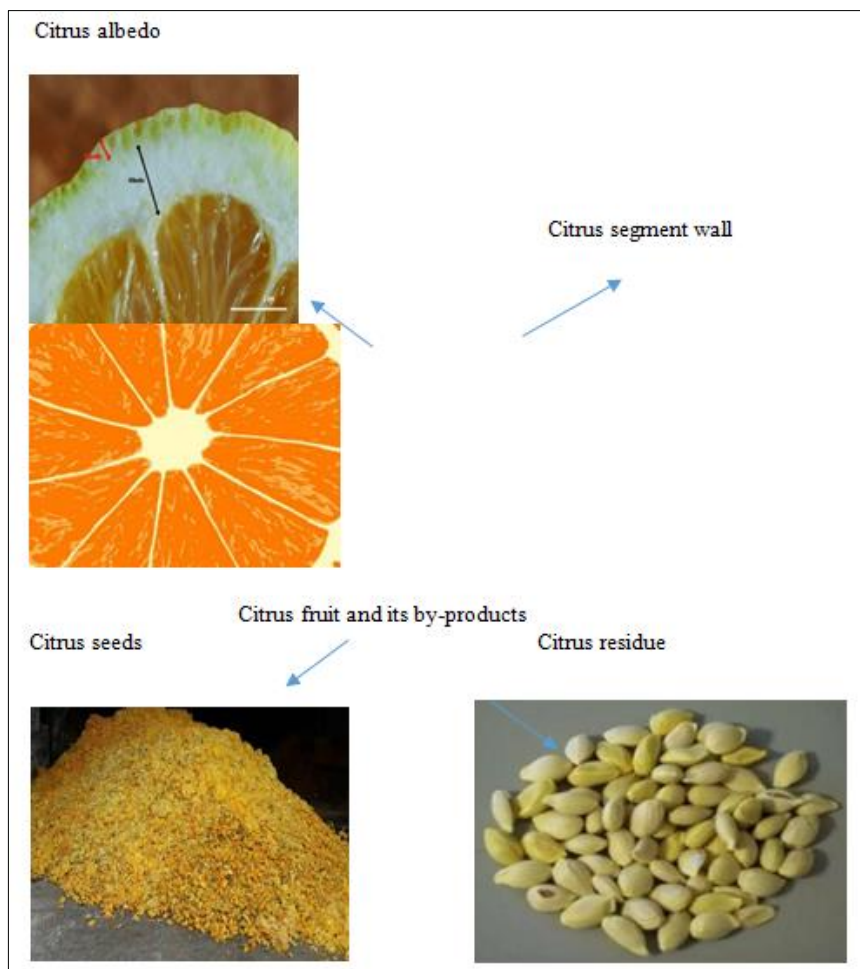 Citrus albedo
Citrus segment wall
Citrus fruit and its by-products
Citrus seeds
Citrus residue